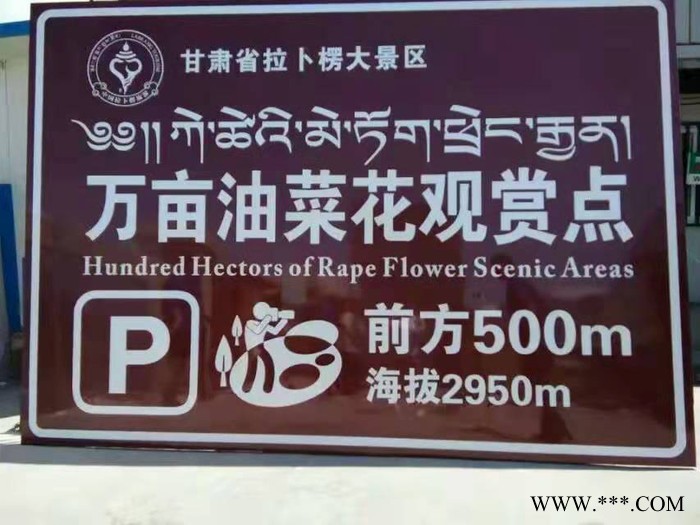 甘肃省拉卜楞大景区
༄༅།།ཀེ་ཚེའི་མེ་ཏོག་ཕྲེང་རྒྱན།
万亩油菜花观赏点
Hundred Hectors of Rape Flower Scenic Areas
P
前方500m
海拔2950m
WWW.***.COM